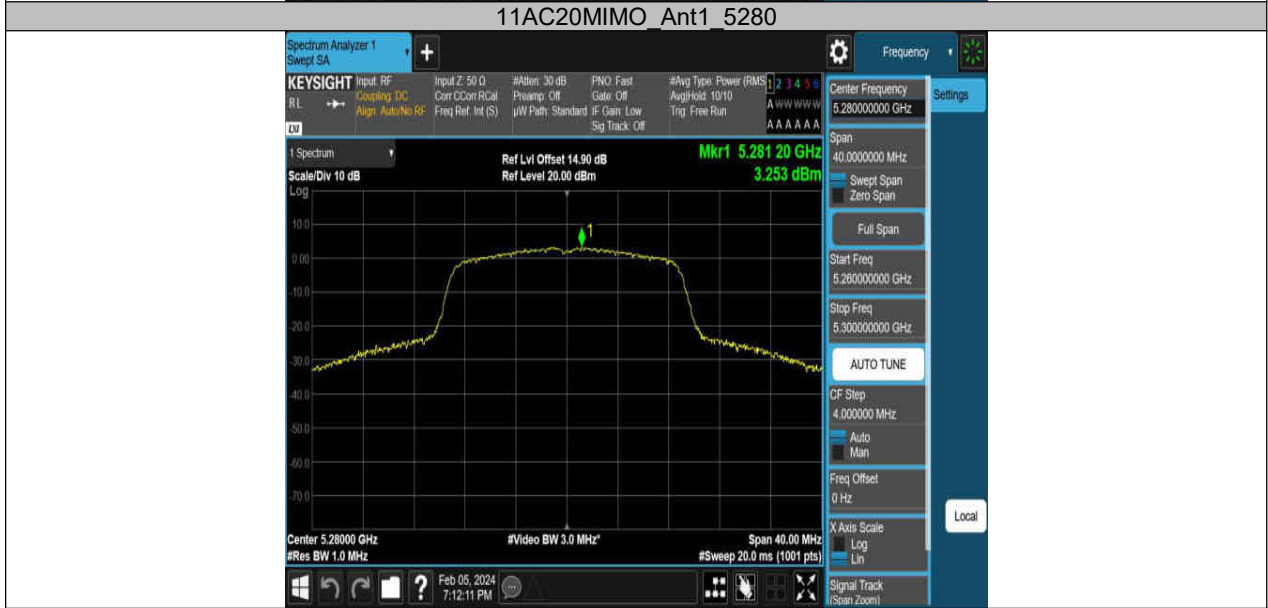 11AC20MIMO_Ant1_5280
Spectrum Analyzer 1
Swept SA
+
Frequency
KEYSIGHT
RL
LXI
Input: RF
Coupling: DC
Align: Auto/No RF
Input Z: 50 Ω
Corr CCorr RCal
Freq Ref: Int (S)
#Atten: 30 dB
Preamp: Off
µW Path: Standard
PNO: Fast
Gate: Off
IF Gain: Low
Sig Track: Off
#Avg Type: Power (RMS
Avg|Hold: 10/10
Trig: Free Run
1 2 3 4 5 6
A W W W W W
A A A A A A
Center Frequency
5.280000000 GHz
Settings
Span
40.0000000 MHz
Swept Span
Zero Span
Full Span
Start Freq
5.260000000 GHz
Stop Freq
5.300000000 GHz
AUTO TUNE
CF Step
4.000000 MHz
Auto
Man
Freq Offset
0 Hz
X Axis Scale
Log
Lin
Local
Signal Track
(Span Zoom)
1 Spectrum
Scale/Div 10 dB
Ref Lvl Offset 14.90 dB
Ref Level 20.00 dBm
Mkr1 5.281 20 GHz
3.253 dBm
Log
10.0
0.00
-10.0
-20.0
-30.0
-40.0
-50.0
-60.0
-70.0
1
Center 5.28000 GHz
#Res BW 1.0 MHz
#Video BW 3.0 MHz*
Span 40.00 MHz
#Sweep 20.0 ms (1001 pts)
?
Feb 05, 2024
7:12:11 PM